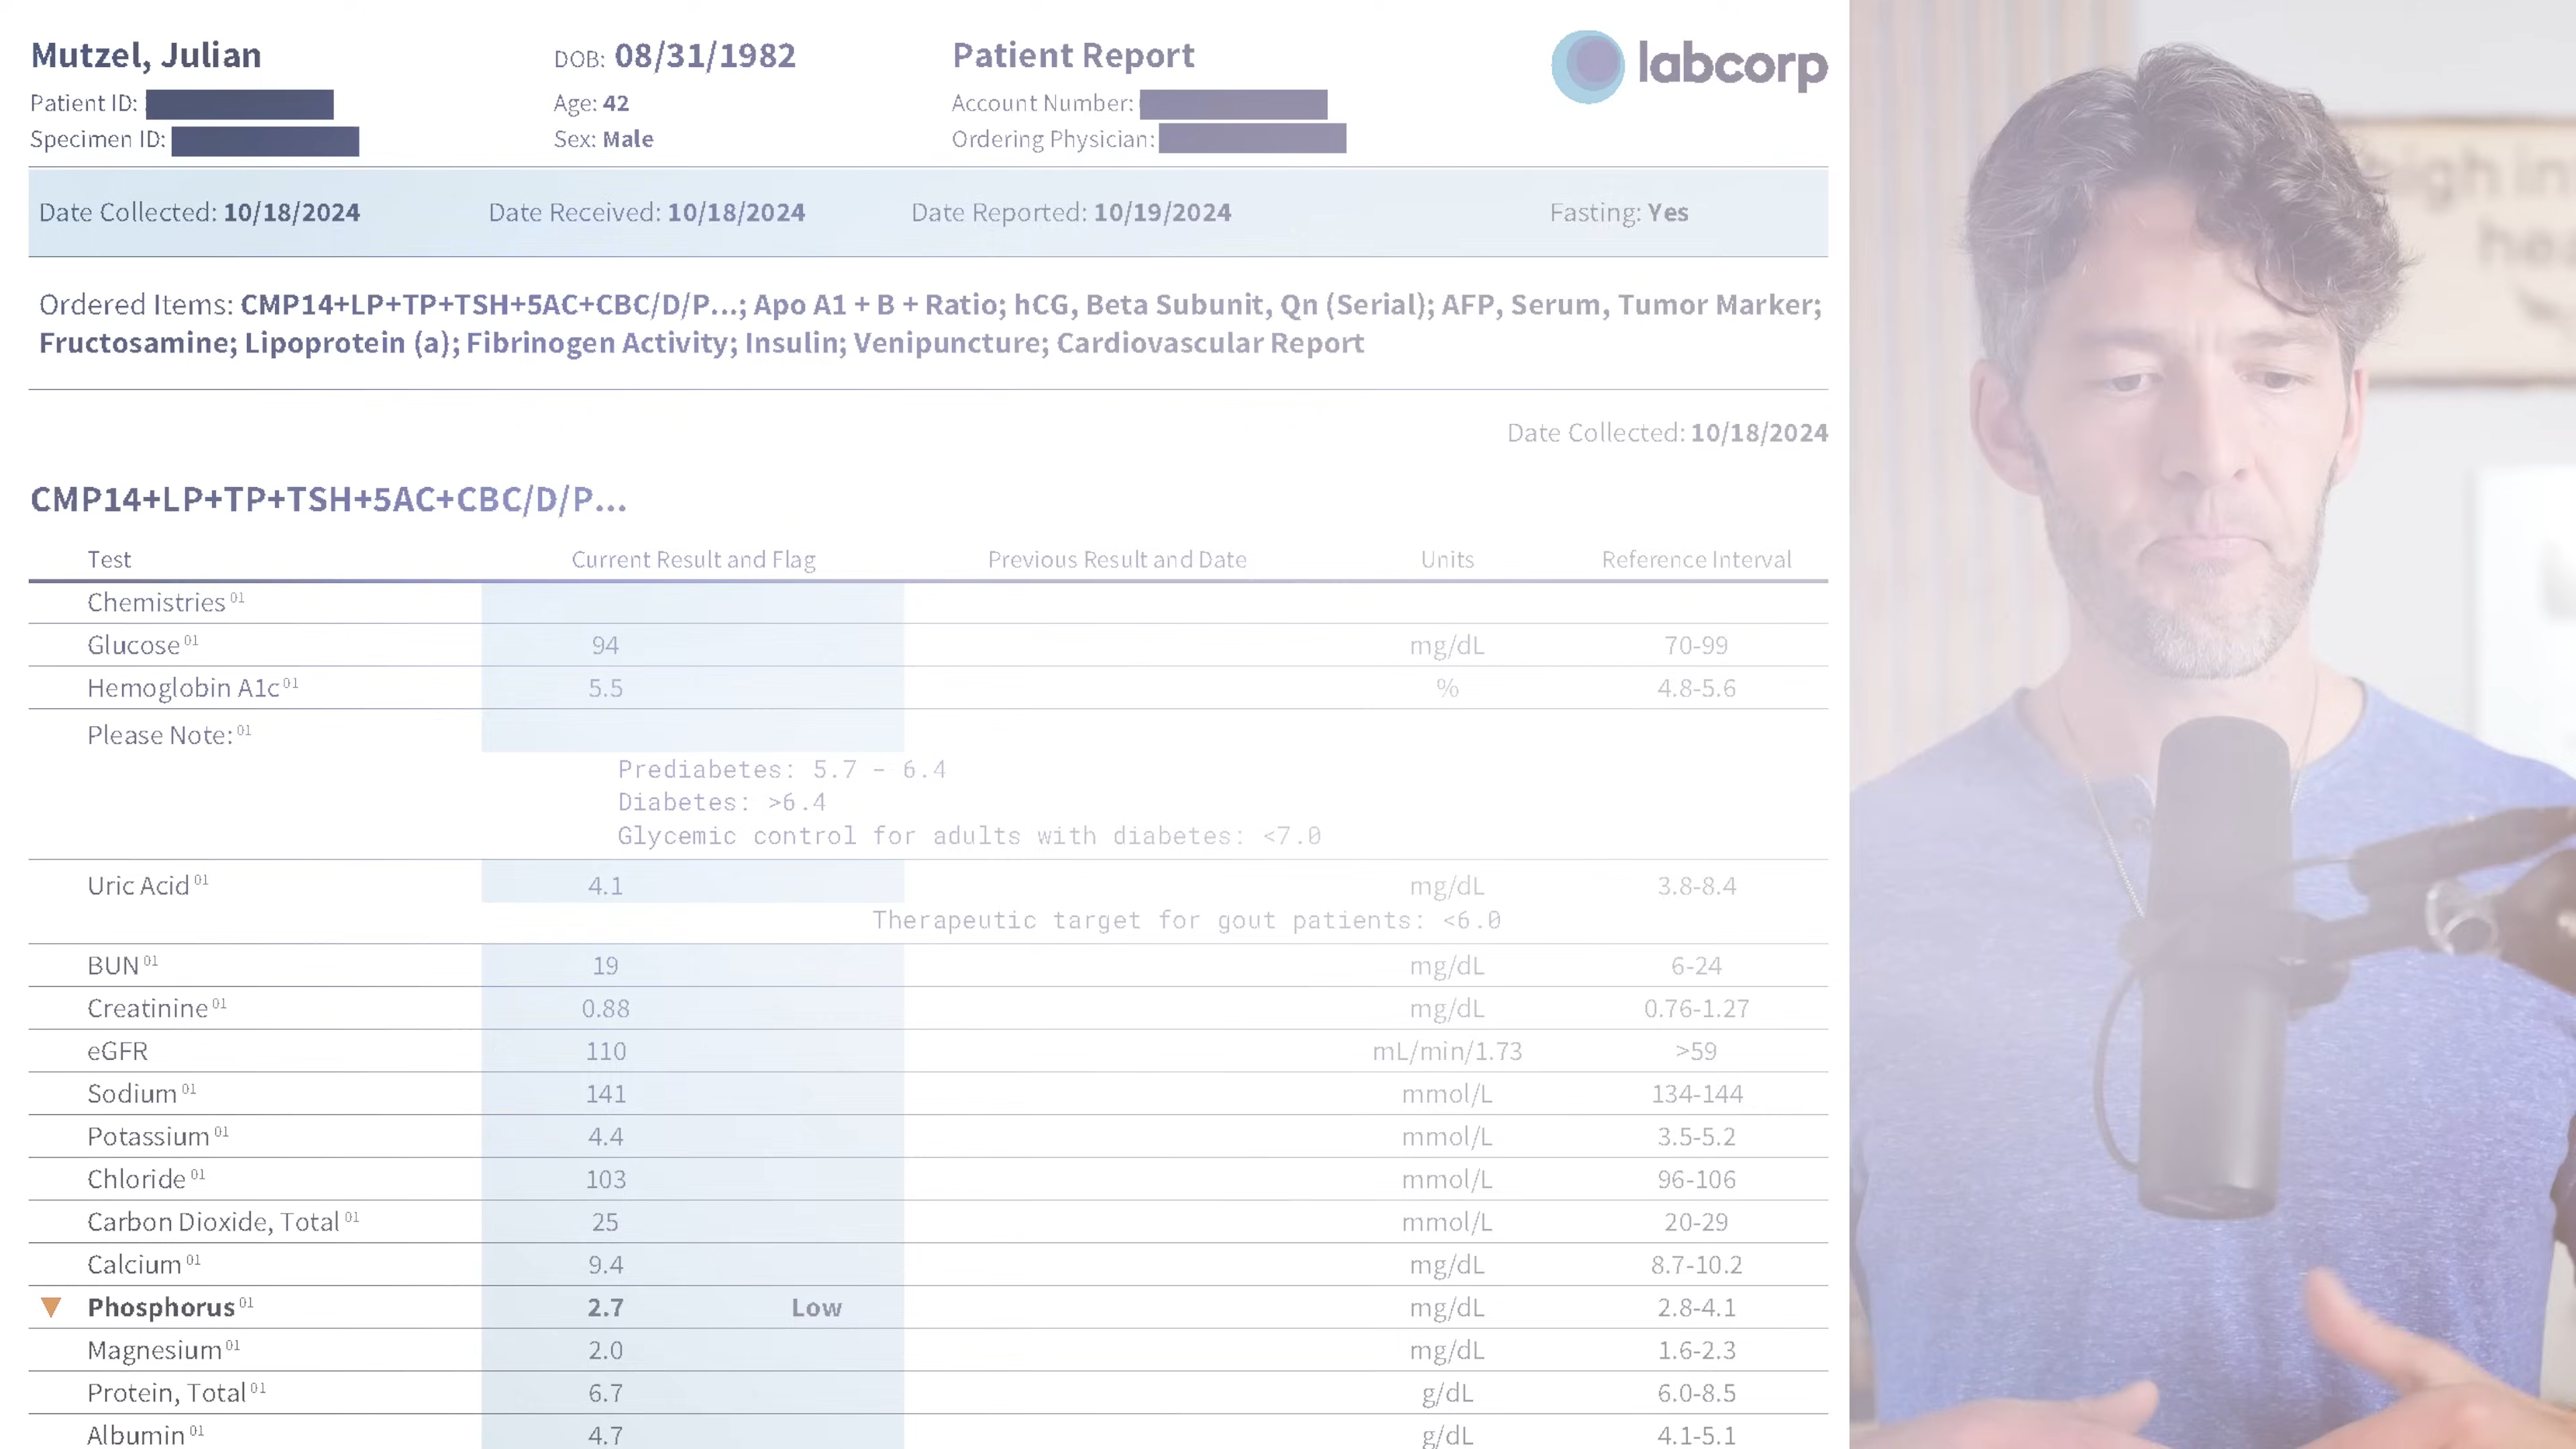 Mutzel, Julian
DOB: 08/31/1982
Patient Report
labcorp
Patient ID:
Age: 42
Account Number:
Specimen ID:
Sex: Male
Ordering Physician:
Date Collected: 10/18/2024 Date Received: 10/18/2024 Date Reported: 10/19/2024 Fasting: Yes
Ordered Items: CMP14+LP+TP+TSH+5AC+CBC/D/P...; Apo A1 + B + Ratio; hCG, Beta Subunit, Qn (Serial); AFP, Serum, Tumor Marker;
Fructosamine; Lipoprotein (a); Fibrinogen Activity; Insulin; Venipuncture; Cardiovascular Report
Date Collected: 10/18/2024
CMP14+LP+TP+TSH+5AC+CBC/D/P...
Test Current Result and Flag Previous Result and Date Units Reference Interval
Chemistries 01
Glucose 01 94 mg/dL 70-99
Hemoglobin A1c 01 5.5 % 4.8-5.6
Please Note: 01
Prediabetes: 5.7 - 6.4
Diabetes: >6.4
Glycemic control for adults with diabetes: <7.0
Uric Acid 01 4.1 mg/dL 3.8-8.4
Therapeutic target for gout patients: <6.0
BUN 01 19 mg/dL 6-24
Creatinine 01 0.88 mg/dL 0.76-1.27
eGFR 110 mL/min/1.73 >59
Sodium 01 141 mmol/L 134-144
Potassium 01 4.4 mmol/L 3.5-5.2
Chloride 01 103 mmol/L 96-106
Carbon Dioxide, Total 01 25 mmol/L 20-29
Calcium 01 9.4 mg/dL 8.7-10.2
Phosphorus 01 2.7 Low mg/dL 2.8-4.1
Magnesium 01 2.0 mg/dL 1.6-2.3
Protein, Total 01 6.7 g/dL 6.0-8.5
Albumin 01 4.7 g/dL 4.1-5.1